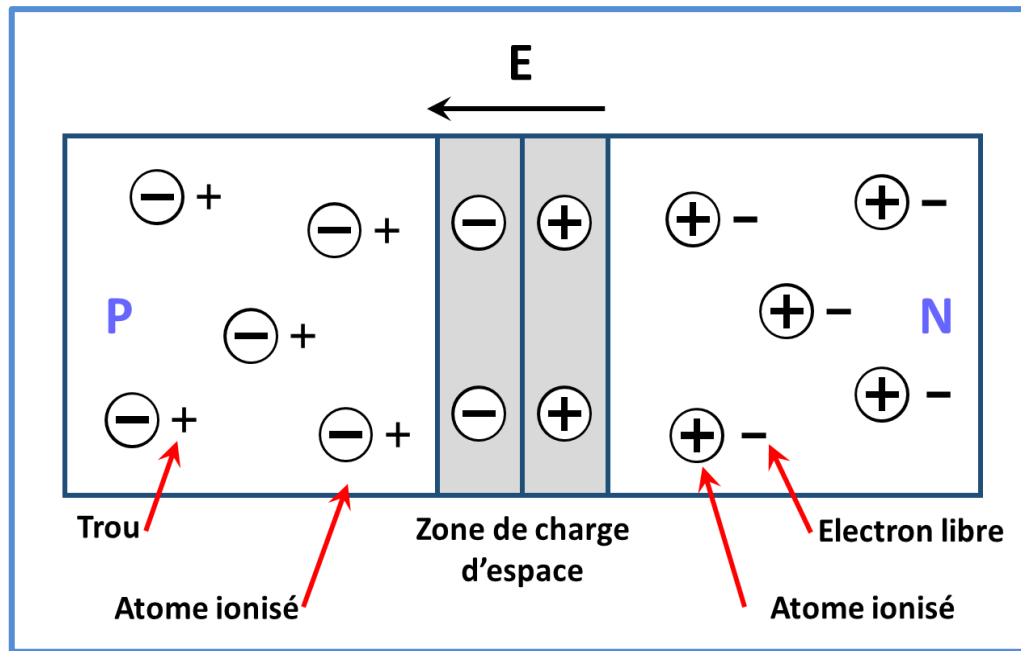 E
− +
− +
− +
− +
− +
P
−
+
−
+
+ −
+ −
+ −
+ −
+ −
N
Trou
Zone de charge
d’espace
Electron libre
Atome ionisé
Atome ionisé